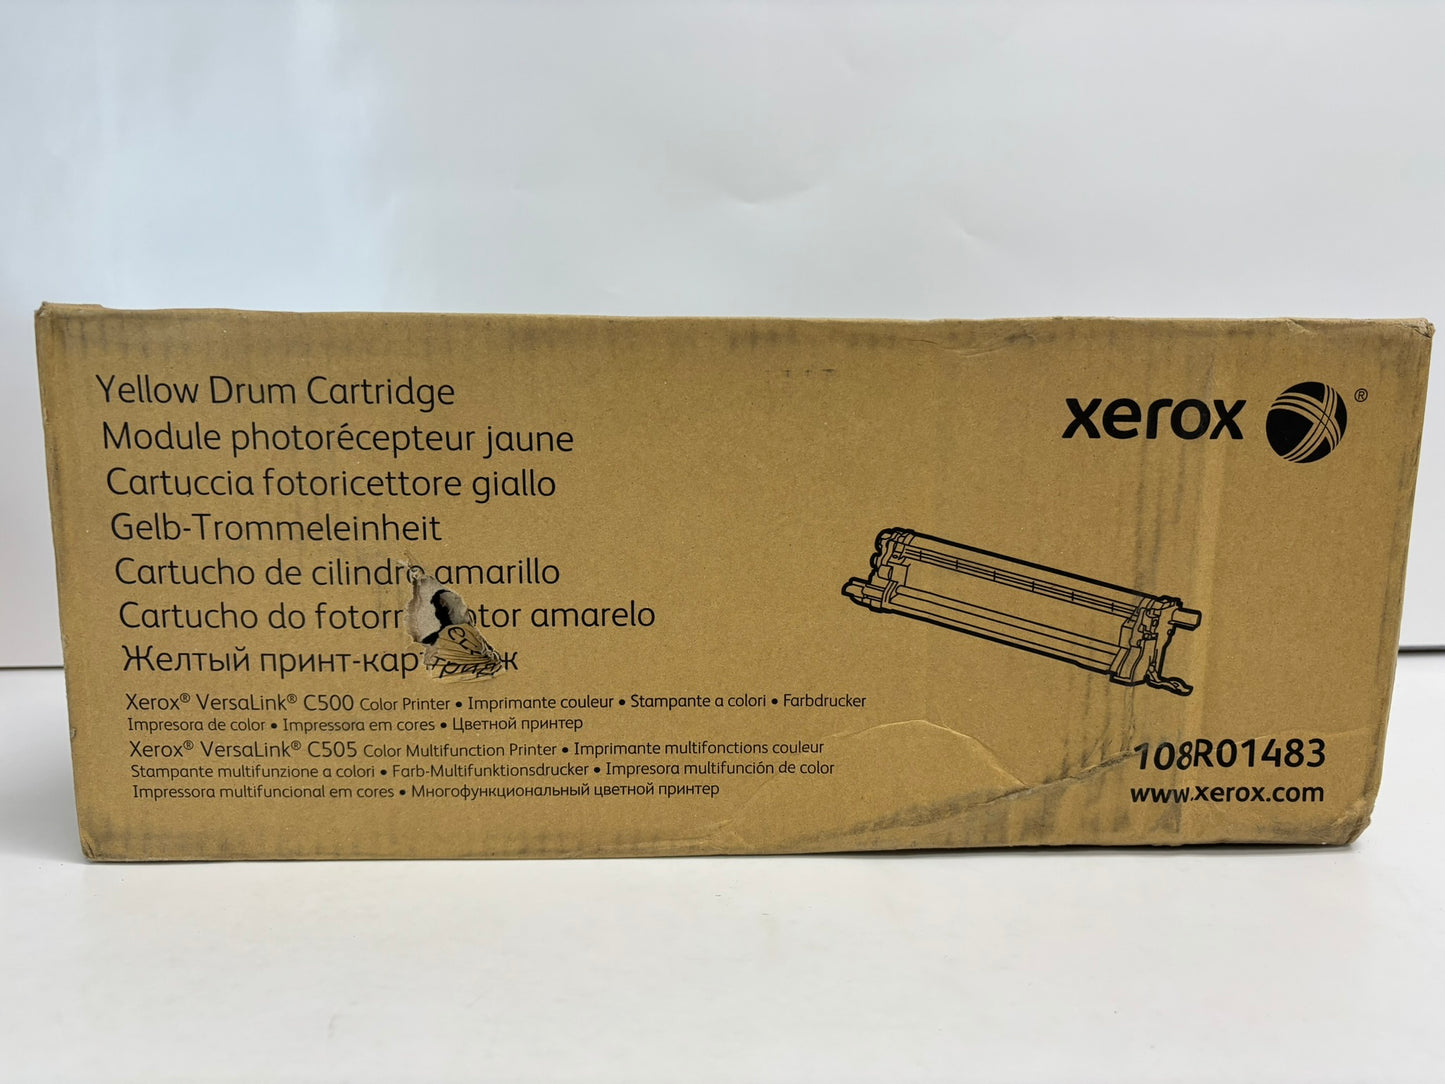 Yellow Drum Cartridge
Module photorécepteur jaune
Cartuccia fotoricettore giallo
Gelb-Trommeleinheit
Cartucho de cilindro amarillo
Cartucho do fotorr otor amarelo
Желтый принт-картридж
Xerox® VersaLink® C500 Color Printer • Imprimante couleur • Stampante a colori • Farbdrucker
Impresora de color • Impressora em cores • Цветной принтер
Xerox® VersaLink® C505 Color Multifunction Printer • Imprimante multifonctions couleur
Stampante multifunzione a colori • Farb-Multifunktionsdrucker • Impresora multifunción de color
Impressora multifuncional em cores • Многофункциональный цветной принтер
xerox ®
108R01483
www.xerox.com